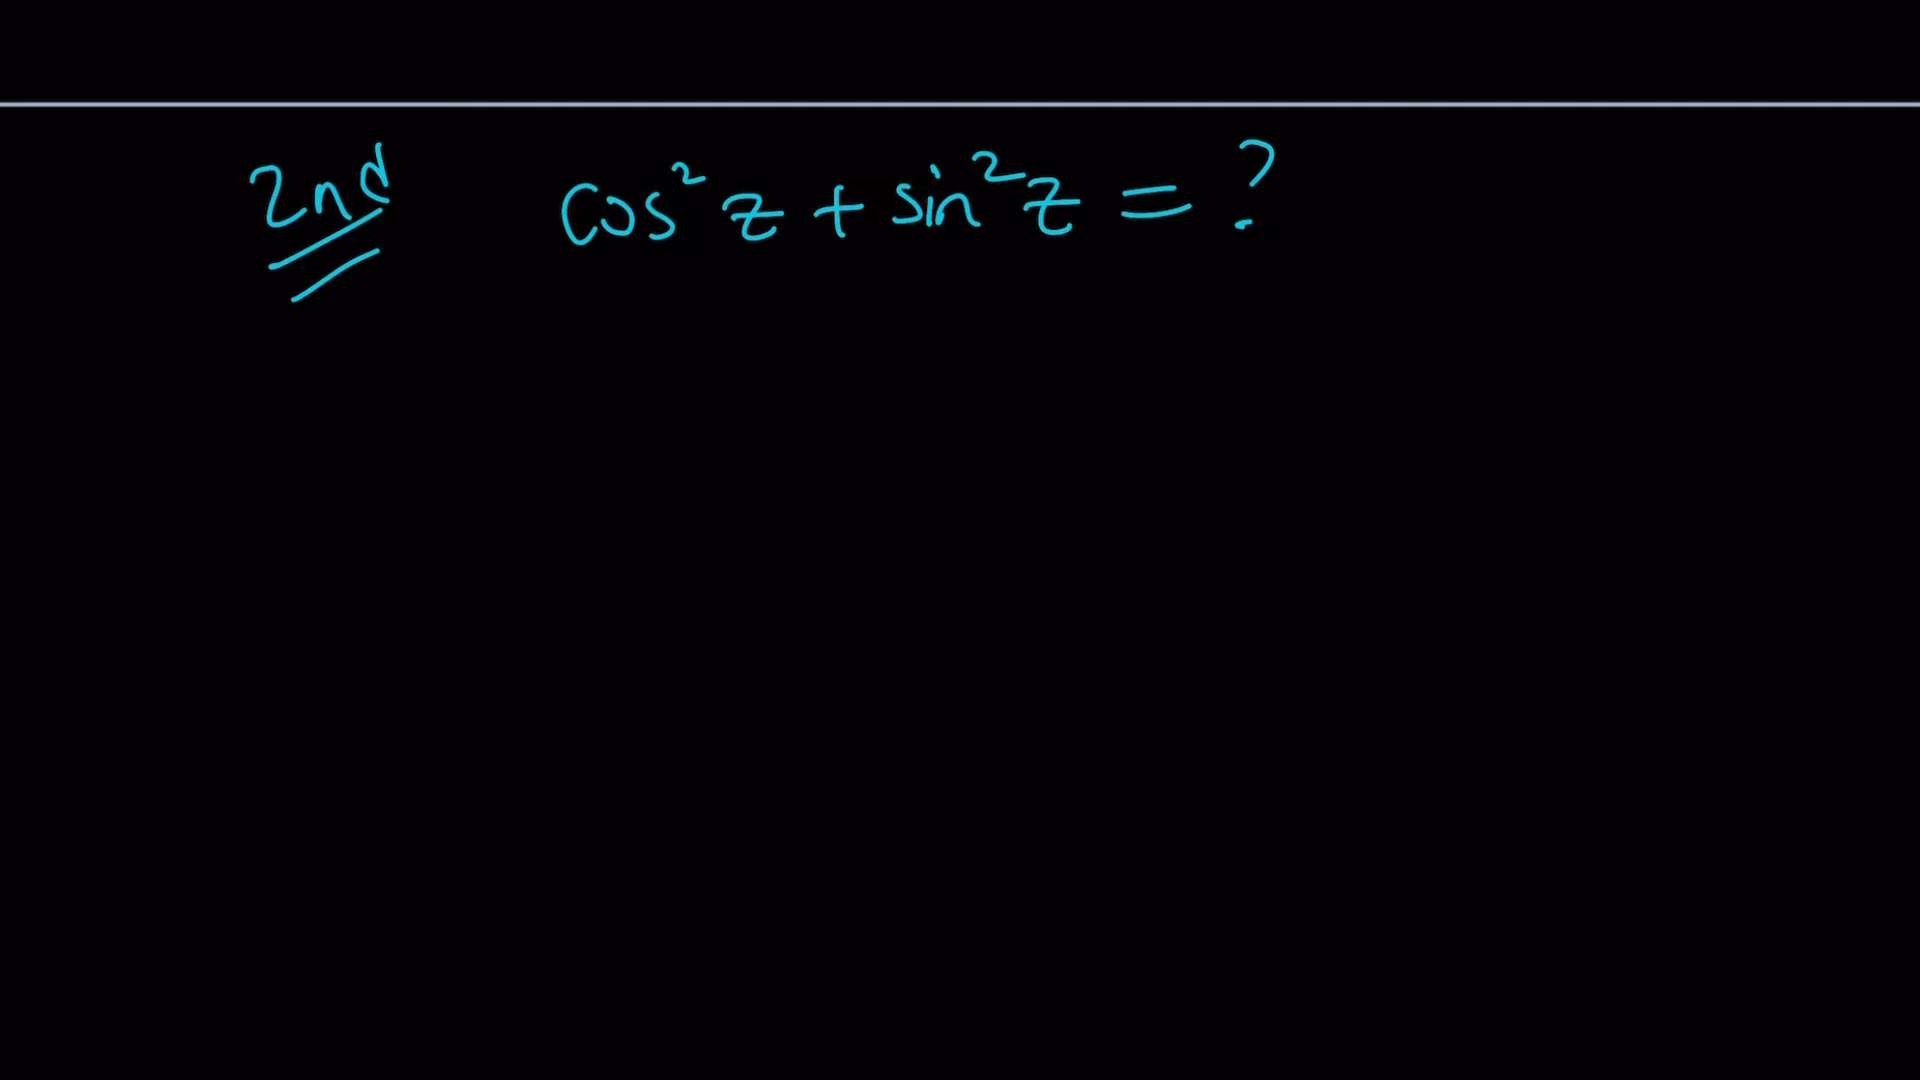 2nd cos²z + sin²z = ?